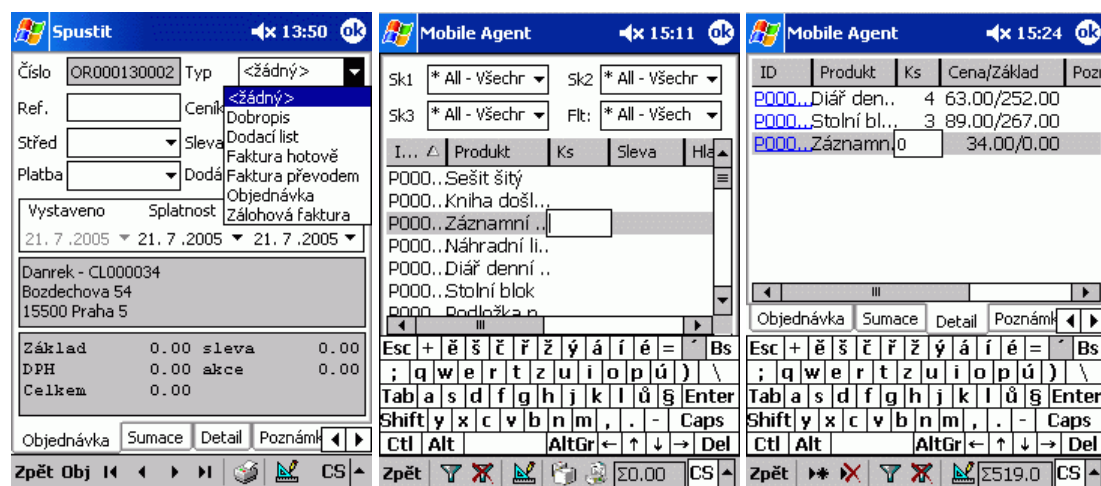 Spustit 13:50 ok
Číslo OR000130002 Typ <žádný>
<žádný>
Ref. Ceník
Dobropis
Dodací list
Střed Sleva
Faktura hotově
Platba Dodá
Faktura převodem
Objednávka
Zálohová faktura
Vystaveno Splatnost
21. 7 .2005 21. 7 .2005 21. 7 .2005
Danrek - CL000034
Bozdechova 54
15500 Praha 5
Základ 0.00 sleva 0.00
DPH 0.00 akce 0.00
Celkem 0.00
Objednávka Sumace Detail Poznámk
Zpět Obj CS
Mobile Agent 15:11 ok
Sk1 * All - Všechr Sk2 * All - Všechr
Sk3 * All - Všechr Flt: * All - Všech
I... Produkt Ks Sleva Hla
P000... Sešit šitý
P000... Kniha došl...
P000... Záznamní ..
P000... Náhradní li..
P000... Diář denní ..
P000... Stolní blok
P000... Podložka p
Esc + ě š č ř ž ý á í é = ´ Bs
; q w e r t z u i o p ú ) \
Tab a s d f g h j k l ů § Enter
Shift y x c v b n m , . - Caps
Ctl Alt AltGr ← ↑ ↓ → Del
Zpět Σ0.00 CS
Mobile Agent 15:24 ok
ID Produkt Ks Cena/Základ Pozn
P000... Diář den.. 4 63.00/252.00
P000... Stolní bl... 3 89.00/267.00
P000... Záznamn. 0 34.00/0.00
Objednávka Sumace Detail Poznámk
Esc + ě š č ř ž ý á í é = ´ Bs
; q w e r t z u i o p ú ) \
Tab a s d f g h j k l ů § Enter
Shift y x c v b n m , . - Caps
Ctl Alt AltGr ← ↑ ↓ → Del
Zpět Σ519.0 CS